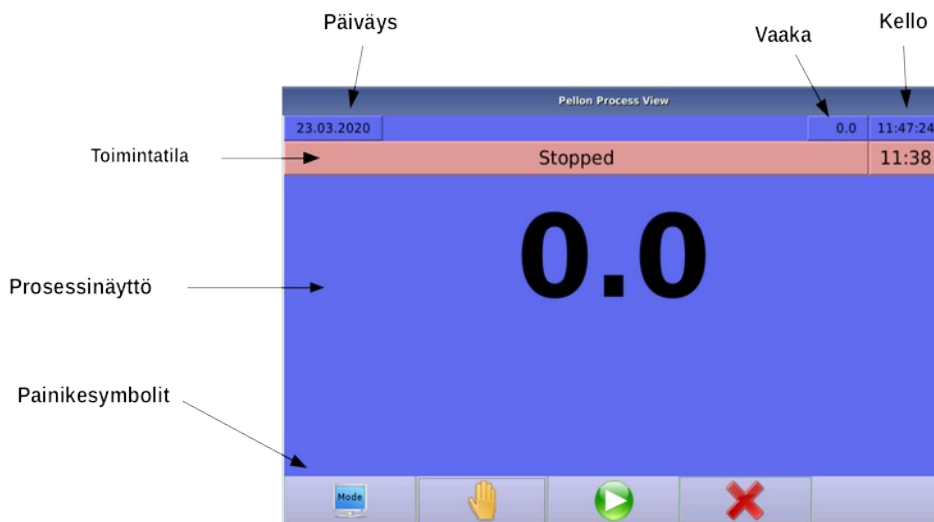 Päiväys
Vaaka
Kello
Pellon Process View
23.03.2020
0.0
11:47:24
Toimintatila
Stopped
11:38
0.0
Prosessinäyttö
Painikesymbolit
Mode